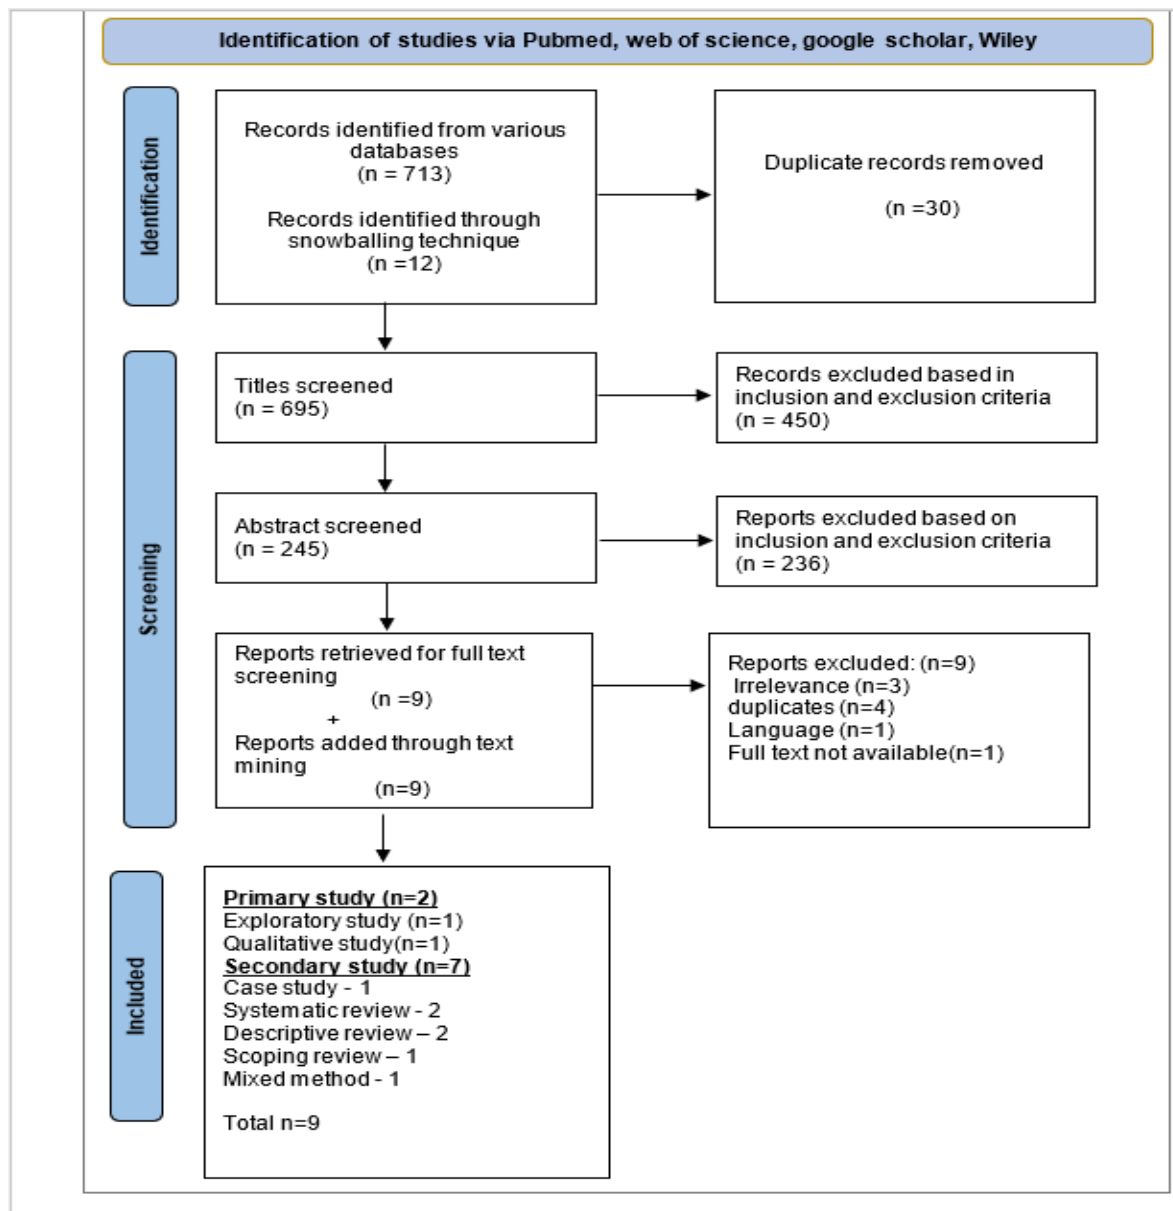 Identification of studies via Pubmed, web of science, google scholar, Wiley
Identification
Records identified from various
databases
(n = 713)
Records identified through
snowballing technique
(n =12)
Duplicate records removed
(n =30)
Screening
Titles screened
(n = 695)
Records excluded based in
inclusion and exclusion criteria
(n = 450)
Abstract screened
(n = 245)
Reports excluded based on
inclusion and exclusion criteria
(n = 236)
Reports retrieved for full text
screening
(n =9)
+
Reports added through text
mining
(n=9)
Reports excluded: (n=9)
Irrelevance (n=3)
duplicates (n=4)
Language (n=1)
Full text not available(n=1)
Included
Primary study (n=2)
Exploratory study (n=1)
Qualitative study(n=1)
Secondary study (n=7)
Case study - 1
Systematic review - 2
Descriptive review – 2
Scoping review – 1
Mixed method - 1
Total n=9